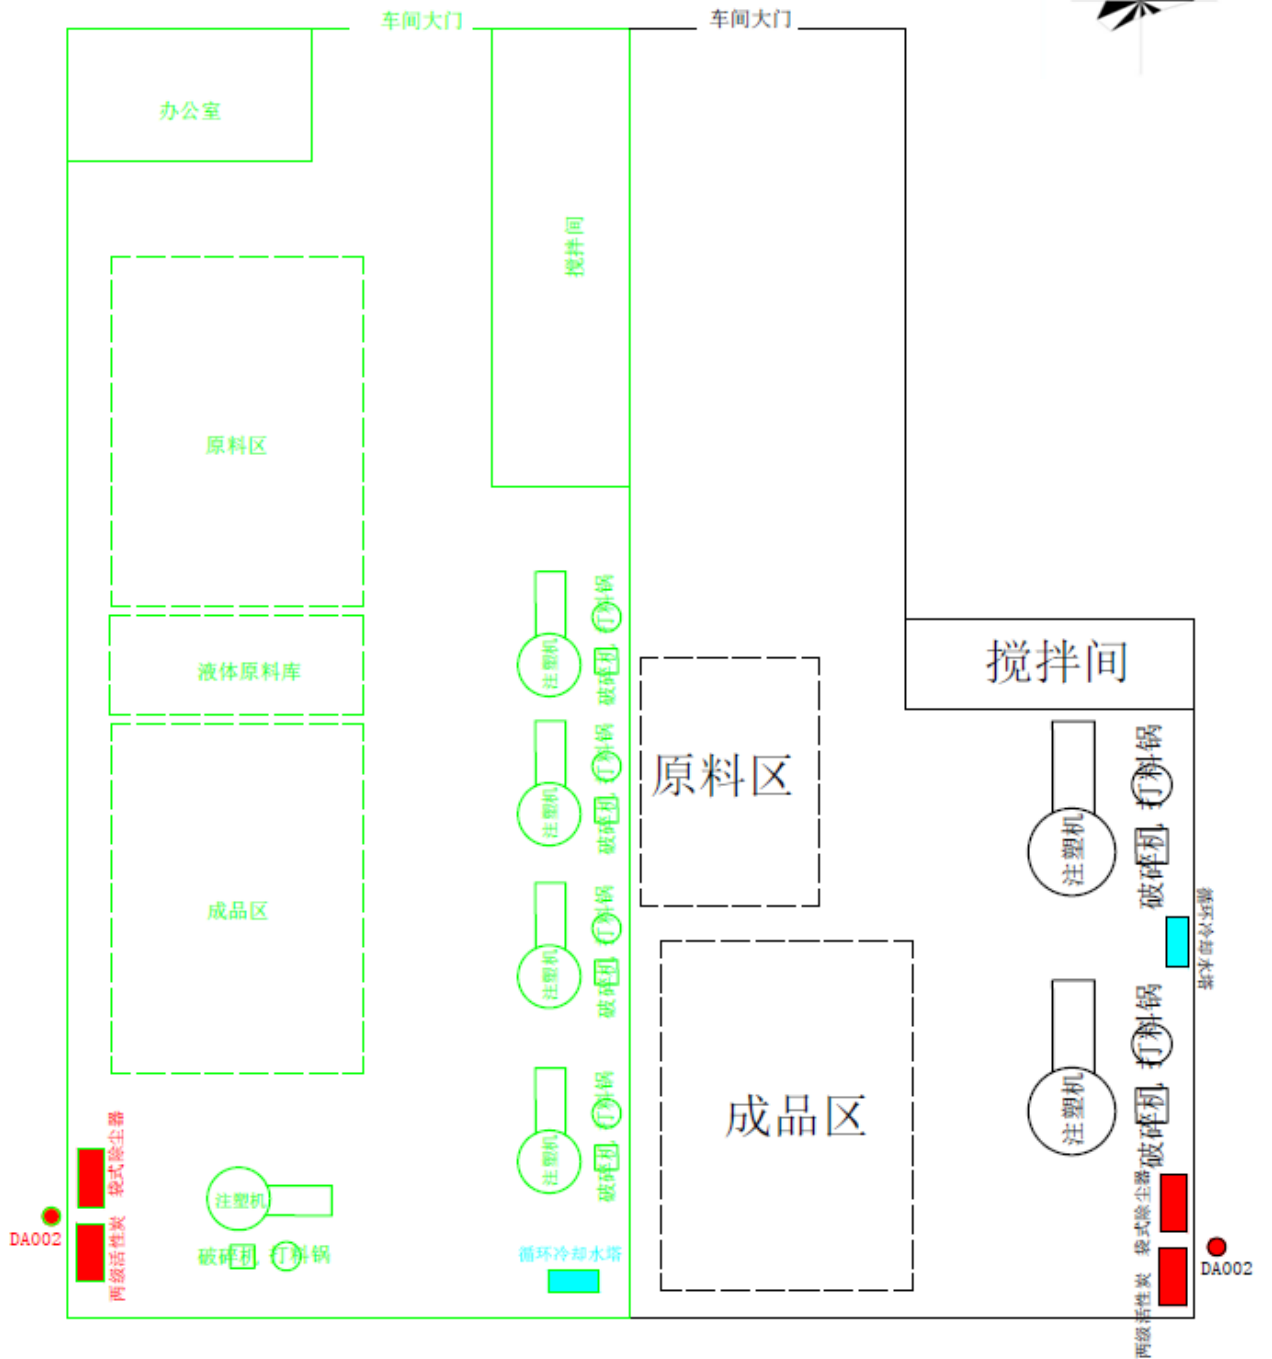 车间大门
车间大门
办公室
搅拌间
原料区
液体原料库
成品区
注塑机
打料锅
破碎机
注塑机
打料锅
破碎机
注塑机
打料锅
破碎机
注塑机
打料锅
破碎机
注塑机
破碎机
打料锅
循环冷却水塔
袋式除尘器
两级活性炭
DA002
搅拌间
原料区
成品区
注塑机
打料锅
破碎机
循环冷却水塔
注塑机
打料锅
破碎机
袋式除尘器
两级活性炭
DA002